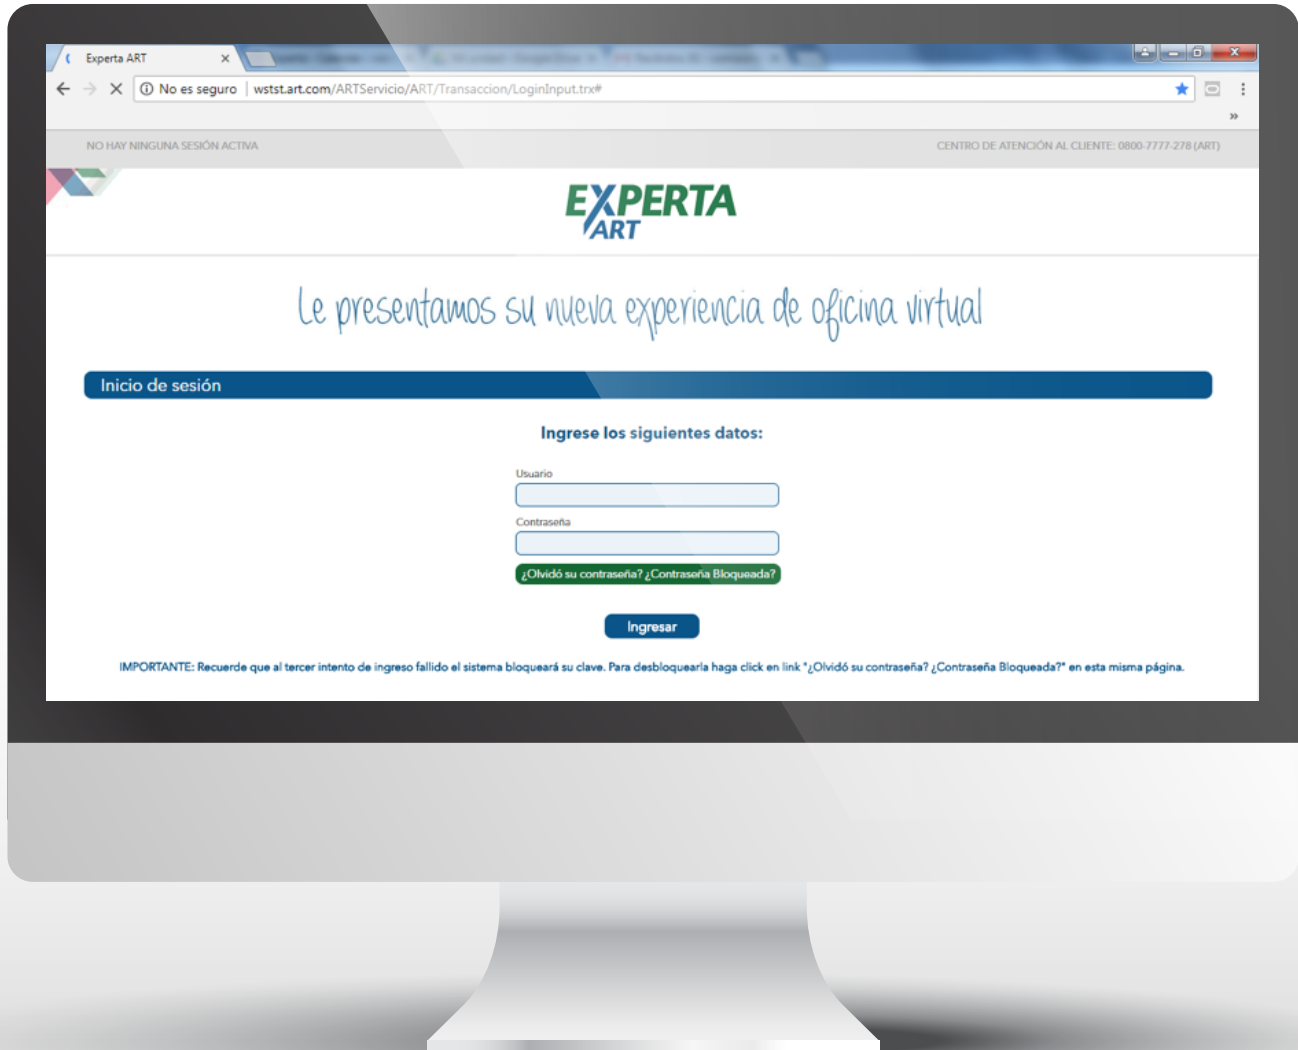 Experta ART
No es seguro | wstst.art.com/ARTServicio/ART/Transaccion/LoginInput.trx#
NO HAY NINGUNA SESIÓN ACTIVA
CENTRO DE ATENCIÓN AL CLIENTE: 0800-7777-278 (ART)
EXPERTA
ART
Le presentamos su nueva experiencia de oficina virtual
Inicio de sesión
Ingrese los siguientes datos:
Usuario
Contraseña
¿Olvidó su contraseña? ¿Contraseña Bloqueada?
Ingresar
IMPORTANTE: Recuerde que al tercer intento de ingreso fallido el sistema bloqueará su clave. Para desbloquearla haga click en link "¿Olvidó su contraseña? ¿Contraseña Bloqueada?" en esta misma página.